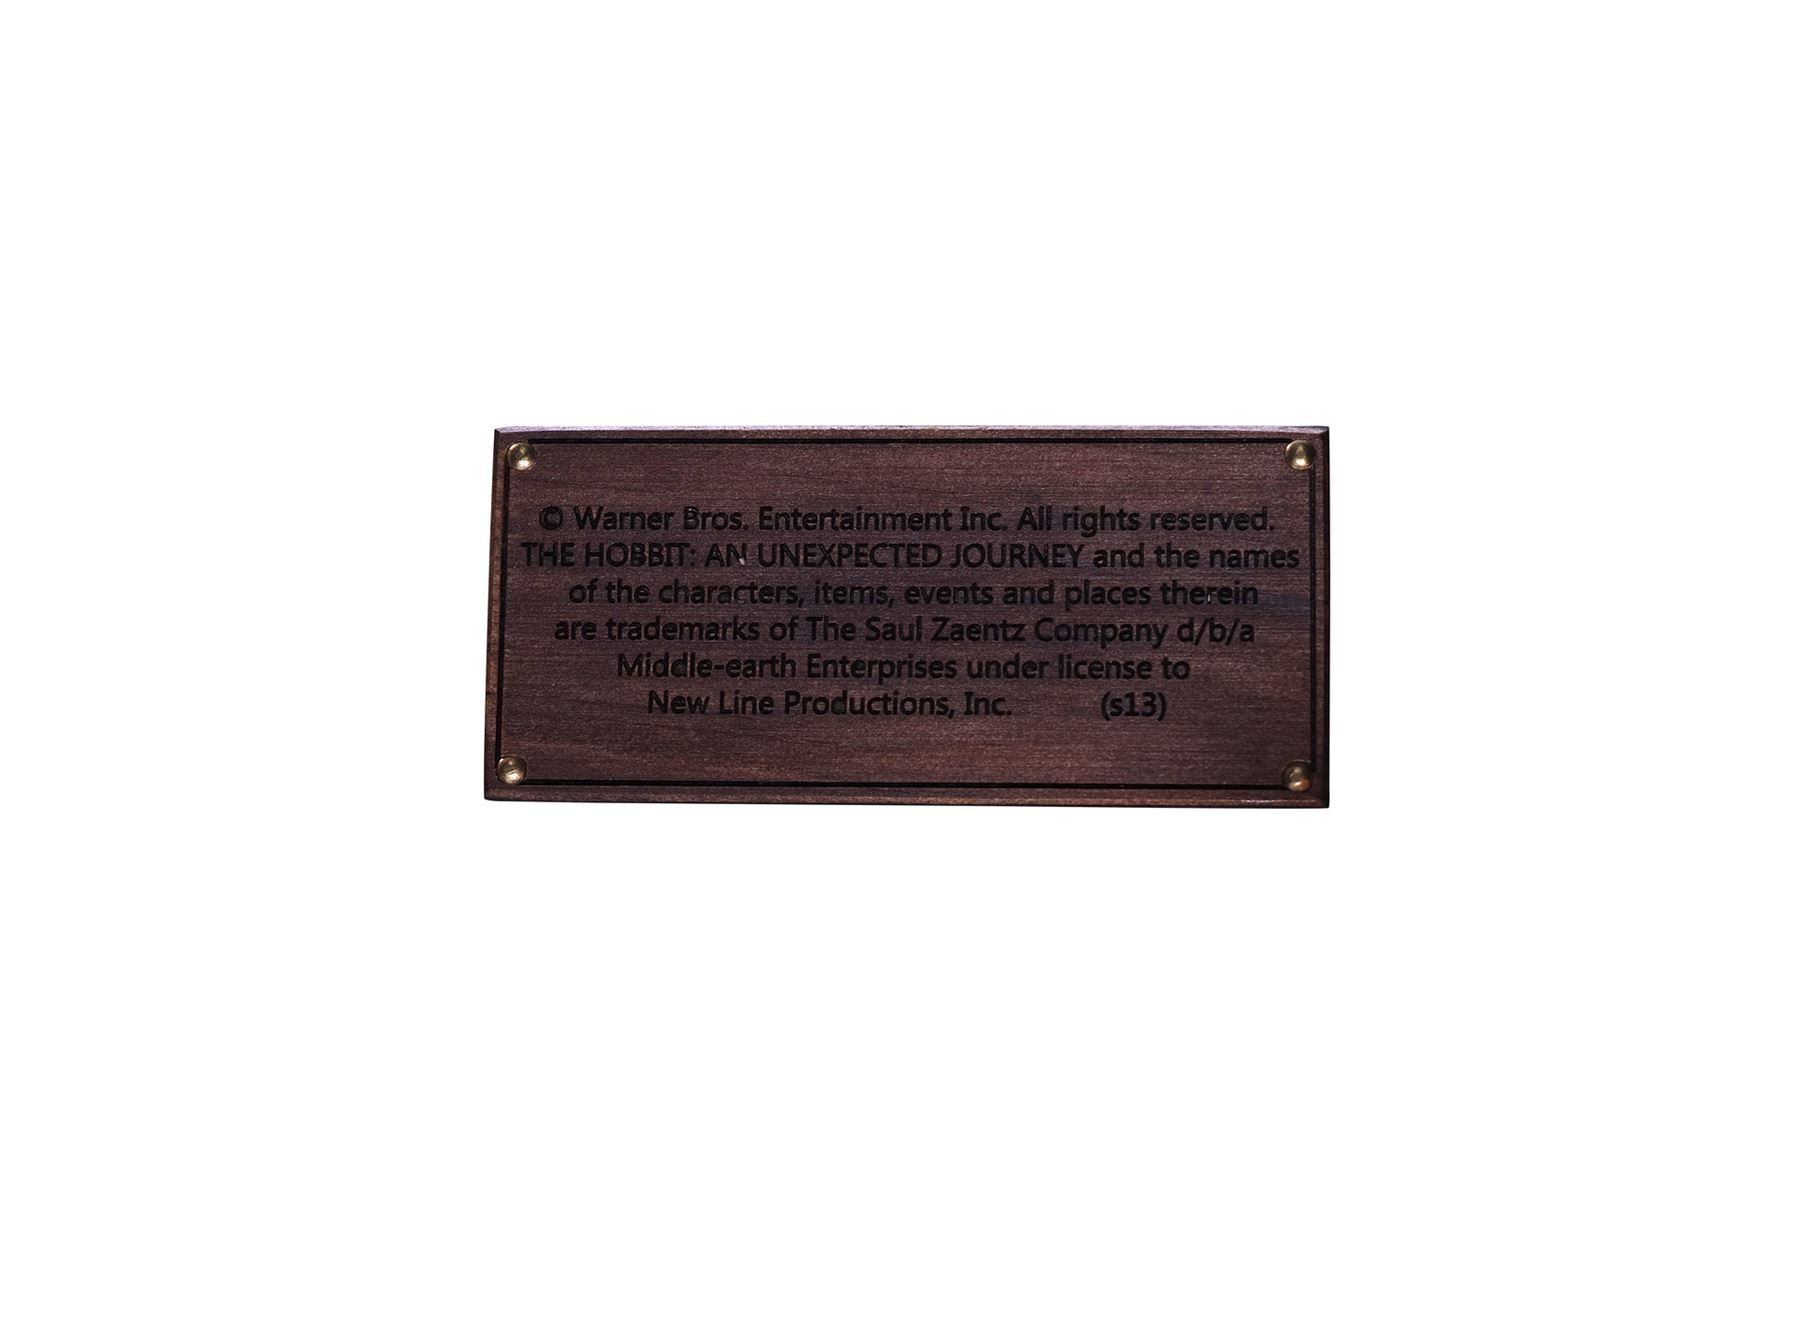 © Warner Bros. Entertainment Inc. All rights reserved.
THE HOBBIT: AN UNEXPECTED JOURNEY and the names
of the characters, items, events and places therein
are trademarks of The Saul Zaentz Company d/b/a
Middle-earth Enterprises under license to
New Line Productions, Inc. (s13)